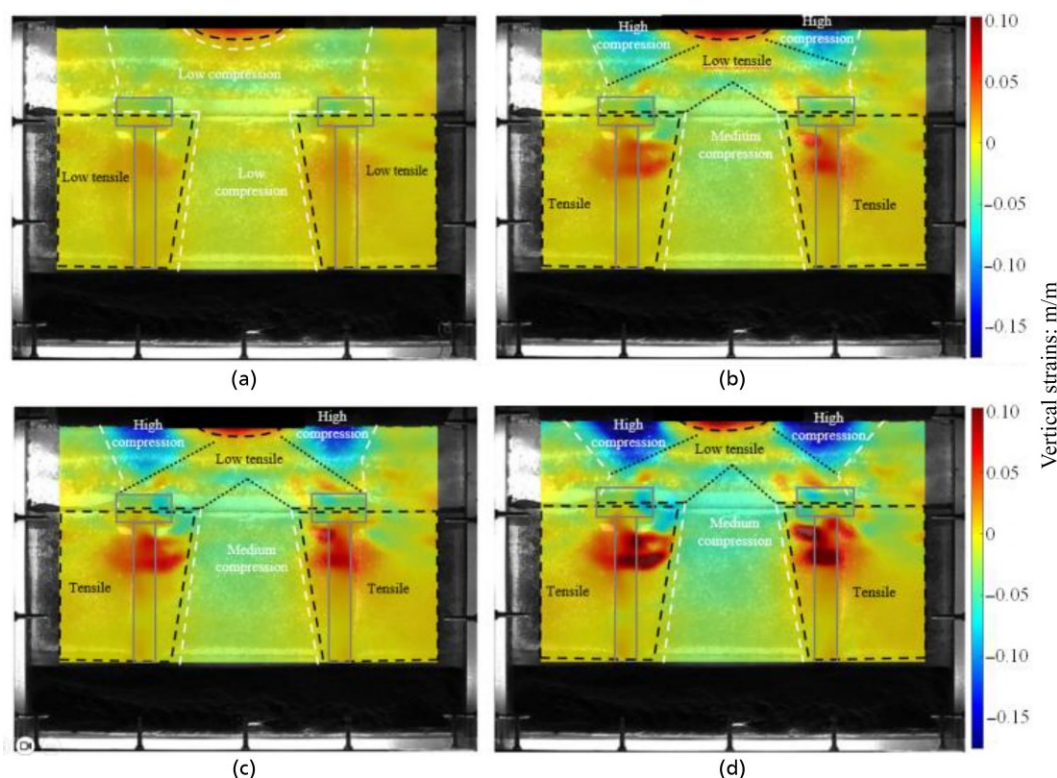 Low compression
Low tensile
Low
compression
Low tensile
(a)
High
compression
High
compression
Low tensile
Medium
compression
Tensile
Tensile
(b)
0.10
0.05
0
−0.05
−0.10
−0.15
High
compression
High
compression
Low tensile
Medium
compression
Tensile
Tensile
(c)
High
compression
High
compression
Low tensile
Medium
compression
Tensile
Tensile
(d)
0.10
0.05
0
−0.05
−0.10
−0.15
Vertical strains: m/m